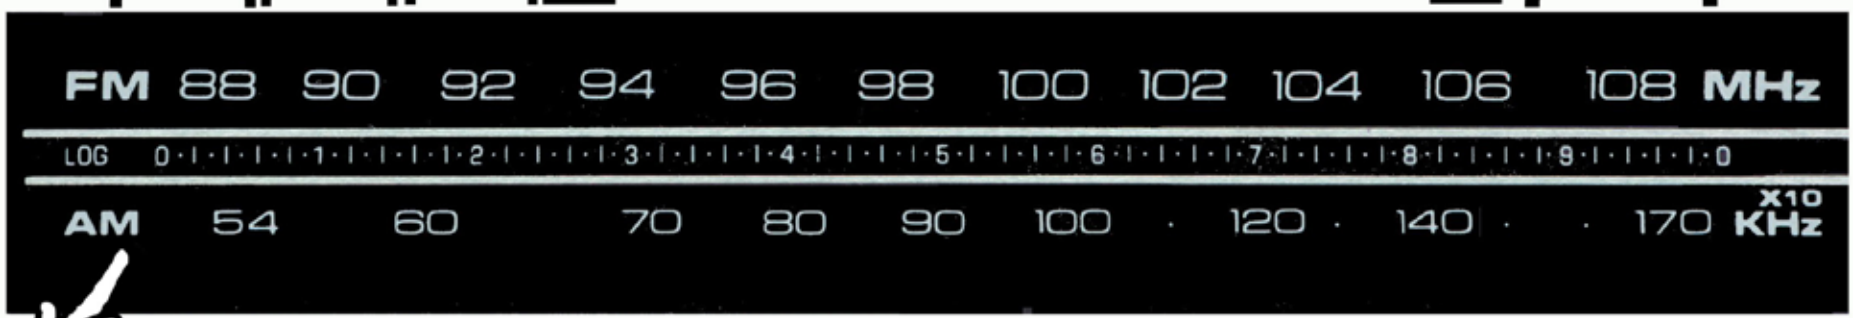 FM 88 90 92 94 96 98 100 102 104 106 108 MHz
LOG 0 1 2 3 4 5 6 7 8 9 0
AM 54 60 70 80 90 100 · 120 · 140 · · 170 X10 KHz